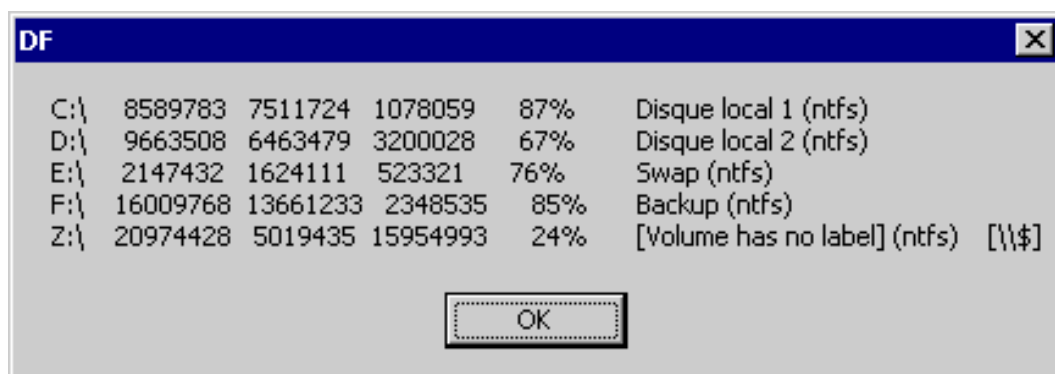 DF
C:\ 8589783 7511724 1078059 87% Disque local 1 (ntfs)
D:\ 9663508 6463479 3200028 67% Disque local 2 (ntfs)
E:\ 2147432 1624111 523321 76% Swap (ntfs)
F:\ 16009768 13661233 2348535 85% Backup (ntfs)
Z:\ 20974428 5019435 15954993 24% [Volume has no label] (ntfs) [\\$]
OK